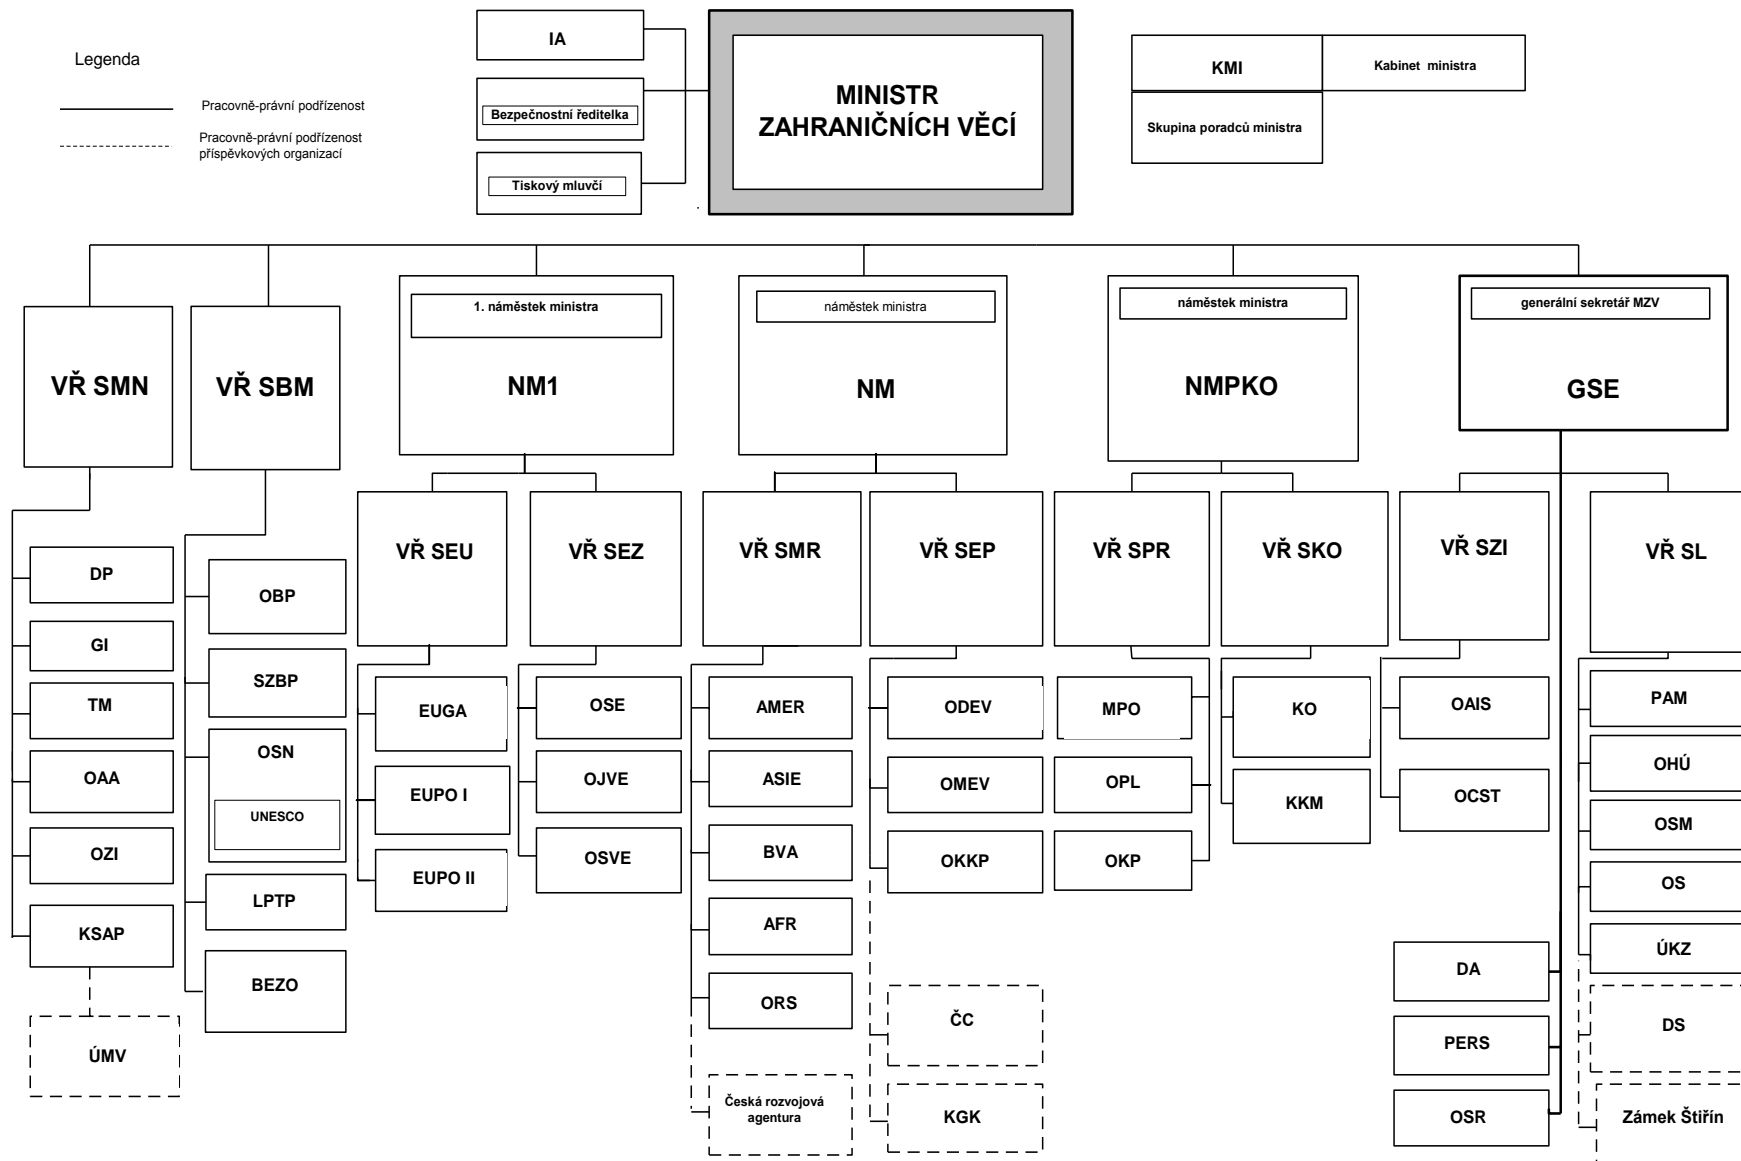 Legenda
Pracovně-právní podřízenost
Pracovně-právní podřízenost
příspěvkových organizací
IA
Bezpečnostní ředitelka
Tiskový mluvčí
MINISTR
ZAHRANIČNÍCH VĚCÍ
KMI
Kabinet ministra
Skupina poradců ministra
VŘ SMN
VŘ SBM
1. náměstek ministra
NM1
náměstek ministra
NM
náměstek ministra
NMPKO
generální sekretář MZV
GSE
VŘ SEU
VŘ SEZ
VŘ SMR
VŘ SEP
VŘ SPR
VŘ SKO
VŘ SZI
VŘ SL
DP
GI
TM
OAA
OZI
KSAP
ÚMV
OBP
SZBP
OSN
UNESCO
LPTP
BEZO
EUGA
EUPO I
EUPO II
OSE
OJVE
OSVE
AMER
ASIE
BVA
AFR
ORS
Česká rozvojová
agentura
ODEV
OMEV
OKKP
ČC
KGK
MPO
OPL
OKP
KO
KKM
OAIS
OCST
DA
PERS
OSR
PAM
OHÚ
OSM
OS
ÚKZ
DS
Zámek Štiřín